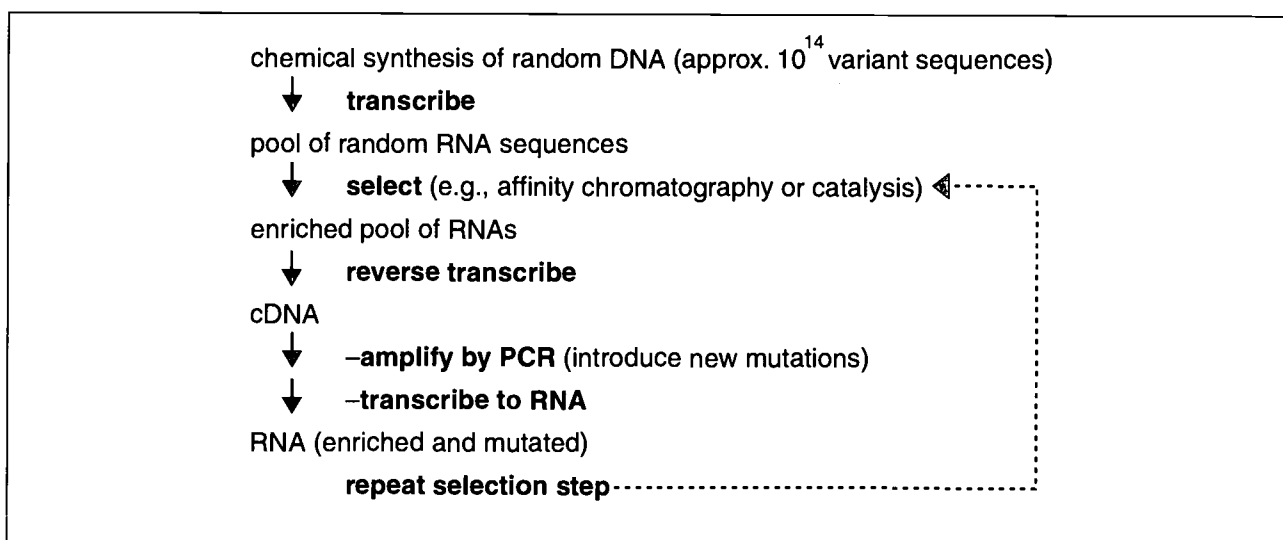 chemical synthesis of random DNA (approx. 10^14 variant sequences)
transcribe
pool of random RNA sequences
select (e.g., affinity chromatography or catalysis)
enriched pool of RNAs
reverse transcribe
cDNA
–amplify by PCR (introduce new mutations)
–transcribe to RNA
RNA (enriched and mutated)
repeat selection step